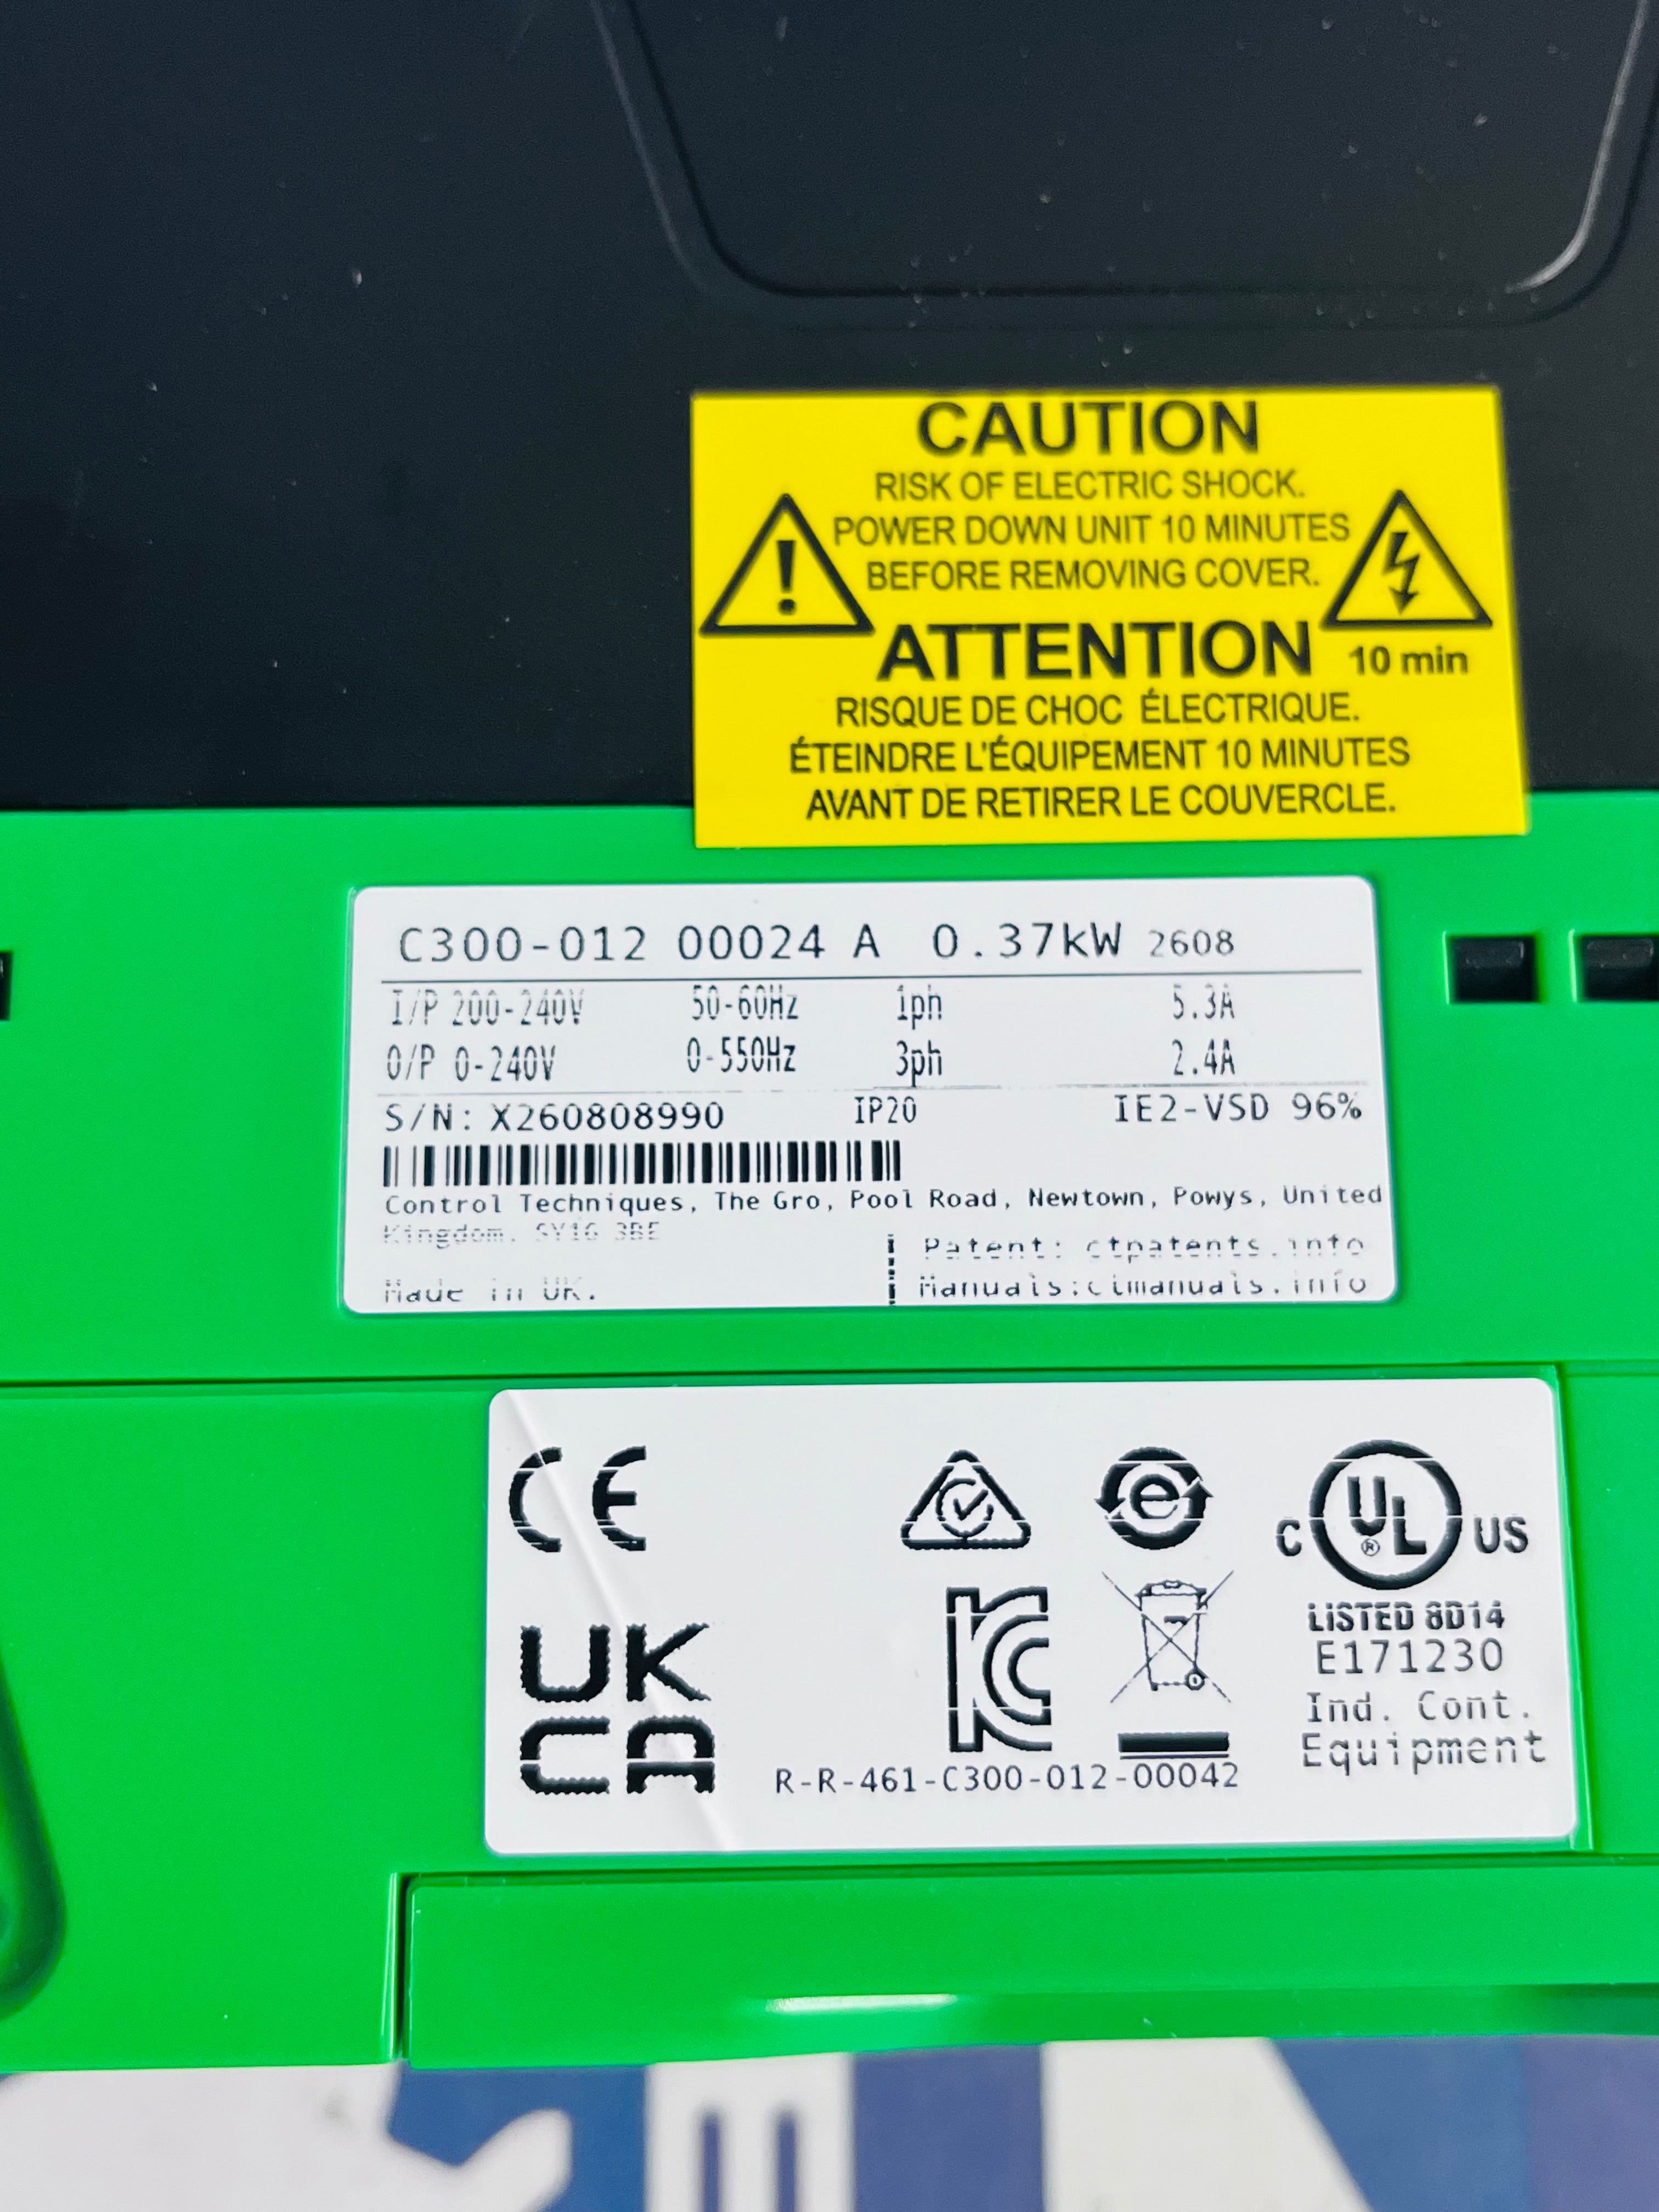 CAUTION
RISK OF ELECTRIC SHOCK.
POWER DOWN UNIT 10 MINUTES
BEFORE REMOVING COVER.
ATTENTION
10 min
RISQUE DE CHOC ÉLECTRIQUE.
ÉTEINDRE L'ÉQUIPEMENT 10 MINUTES
AVANT DE RETIRER LE COUVERCLE.
C300-012 00024 A 0.37kW 2608
I/P 200-240V 50-60Hz 1ph 5.3A
O/P 0-240V 0-550Hz 3ph 2.4A
S/N: X260808990 IP20 IE2-VSD 96%
Control Techniques, The Gro, Pool Road, Newtown, Powys, United
Kingdom. SY16 3BE
Patent: ctpatents.info
Made in UK. Manuals:ctmanuals.info
CE
e
C UL ® US
LISTED 8D14
E171230
Ind. Cont.
Equipment
UK
CA
KC
R-R-461-C300-012-00042